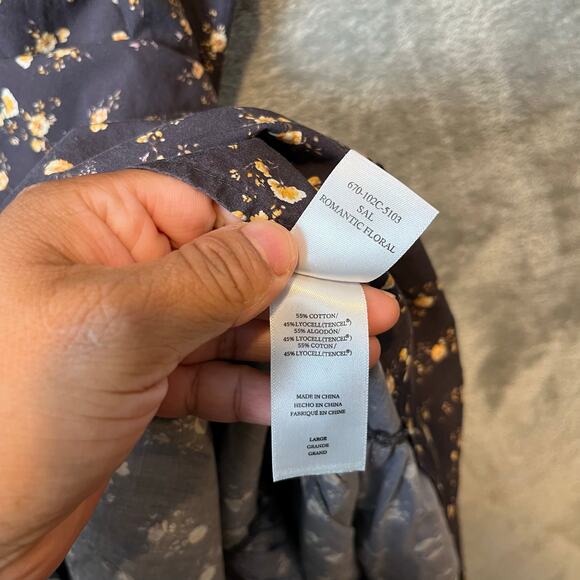 670-102C-5103
SAL
ROMANTIC FLORAL
55% COTTON/
45% LYOCELL(TENCEL®)
55% ALGODÓN/
45% LYOCELL(TENCEL®)
55% COTON/
45% LYOCELL(TENCEL®)
MADE IN CHINA
HECHO EN CHINA
FABRIQUÉ EN CHINE
LARGE
GRANDE
GRAND